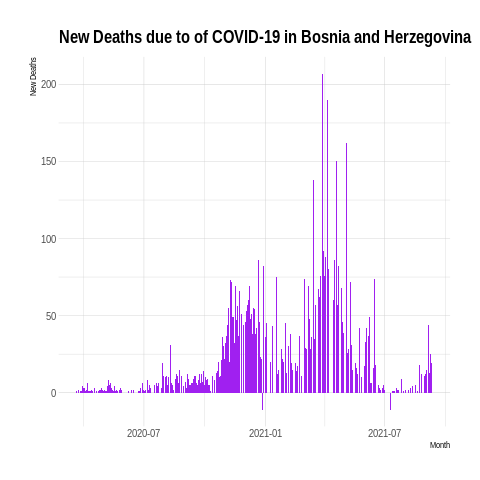 New Deaths due to of COVID-19 in Bosnia and Herzegovina
New Deaths
200
150
100
50
0
2020-07
2021-01
2021-07
Month